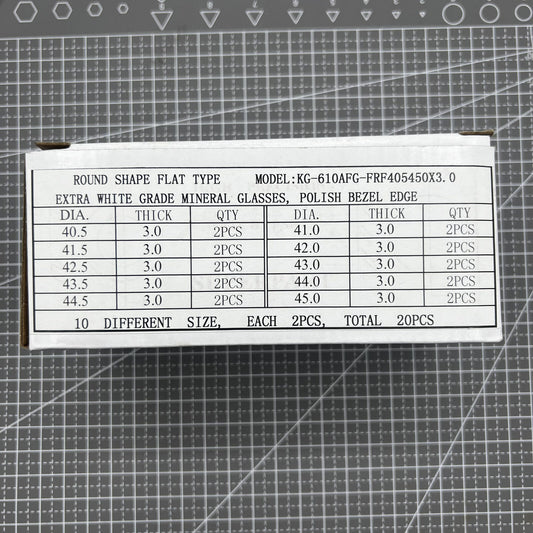 ROUND SHAPE FLAT TYPE MODEL:KG-610AFG-FRF405450X3.0
EXTRA WHITE GRADE MINERAL GLASSES, POLISH BEZEL EDGE
DIA. THICK QTY DIA. THICK QTY
40.5 3.0 2PCS 41.0 3.0 2PCS
41.5 3.0 2PCS 42.0 3.0 2PCS
42.5 3.0 2PCS 43.0 3.0 2PCS
43.5 3.0 2PCS 44.0 3.0 2PCS
44.5 3.0 2PCS 45.0 3.0 2PCS
10 DIFFERENT SIZE, EACH 2PCS, TOTAL 20PCS